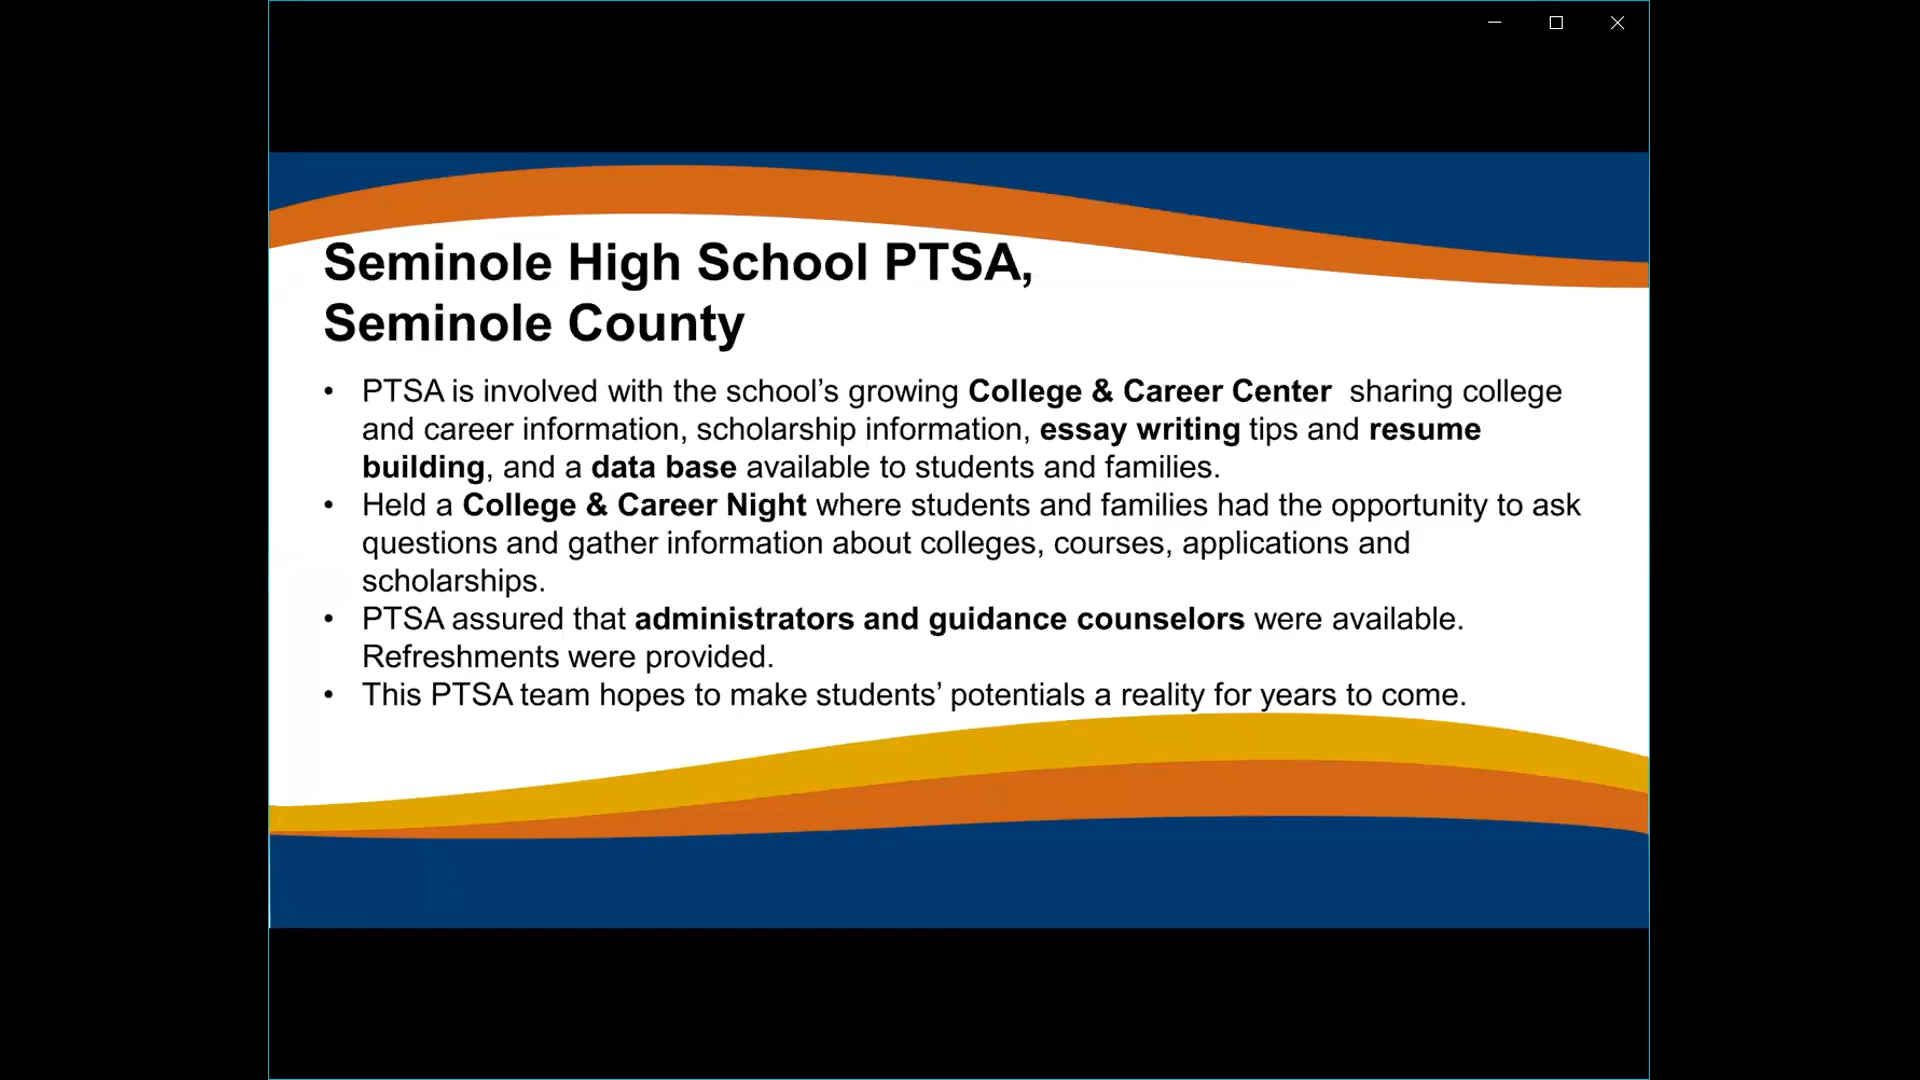 Seminole High School PTSA,
Seminole County
• PTSA is involved with the school’s growing College & Career Center  sharing college
and career information, scholarship information, essay writing tips and resume
building, and a data base available to students and families.
• Held a College & Career Night where students and families had the opportunity to ask
questions and gather information about colleges, courses, applications and
scholarships.
• PTSA assured that administrators and guidance counselors were available.
Refreshments were provided.
• This PTSA team hopes to make students’ potentials a reality for years to come.